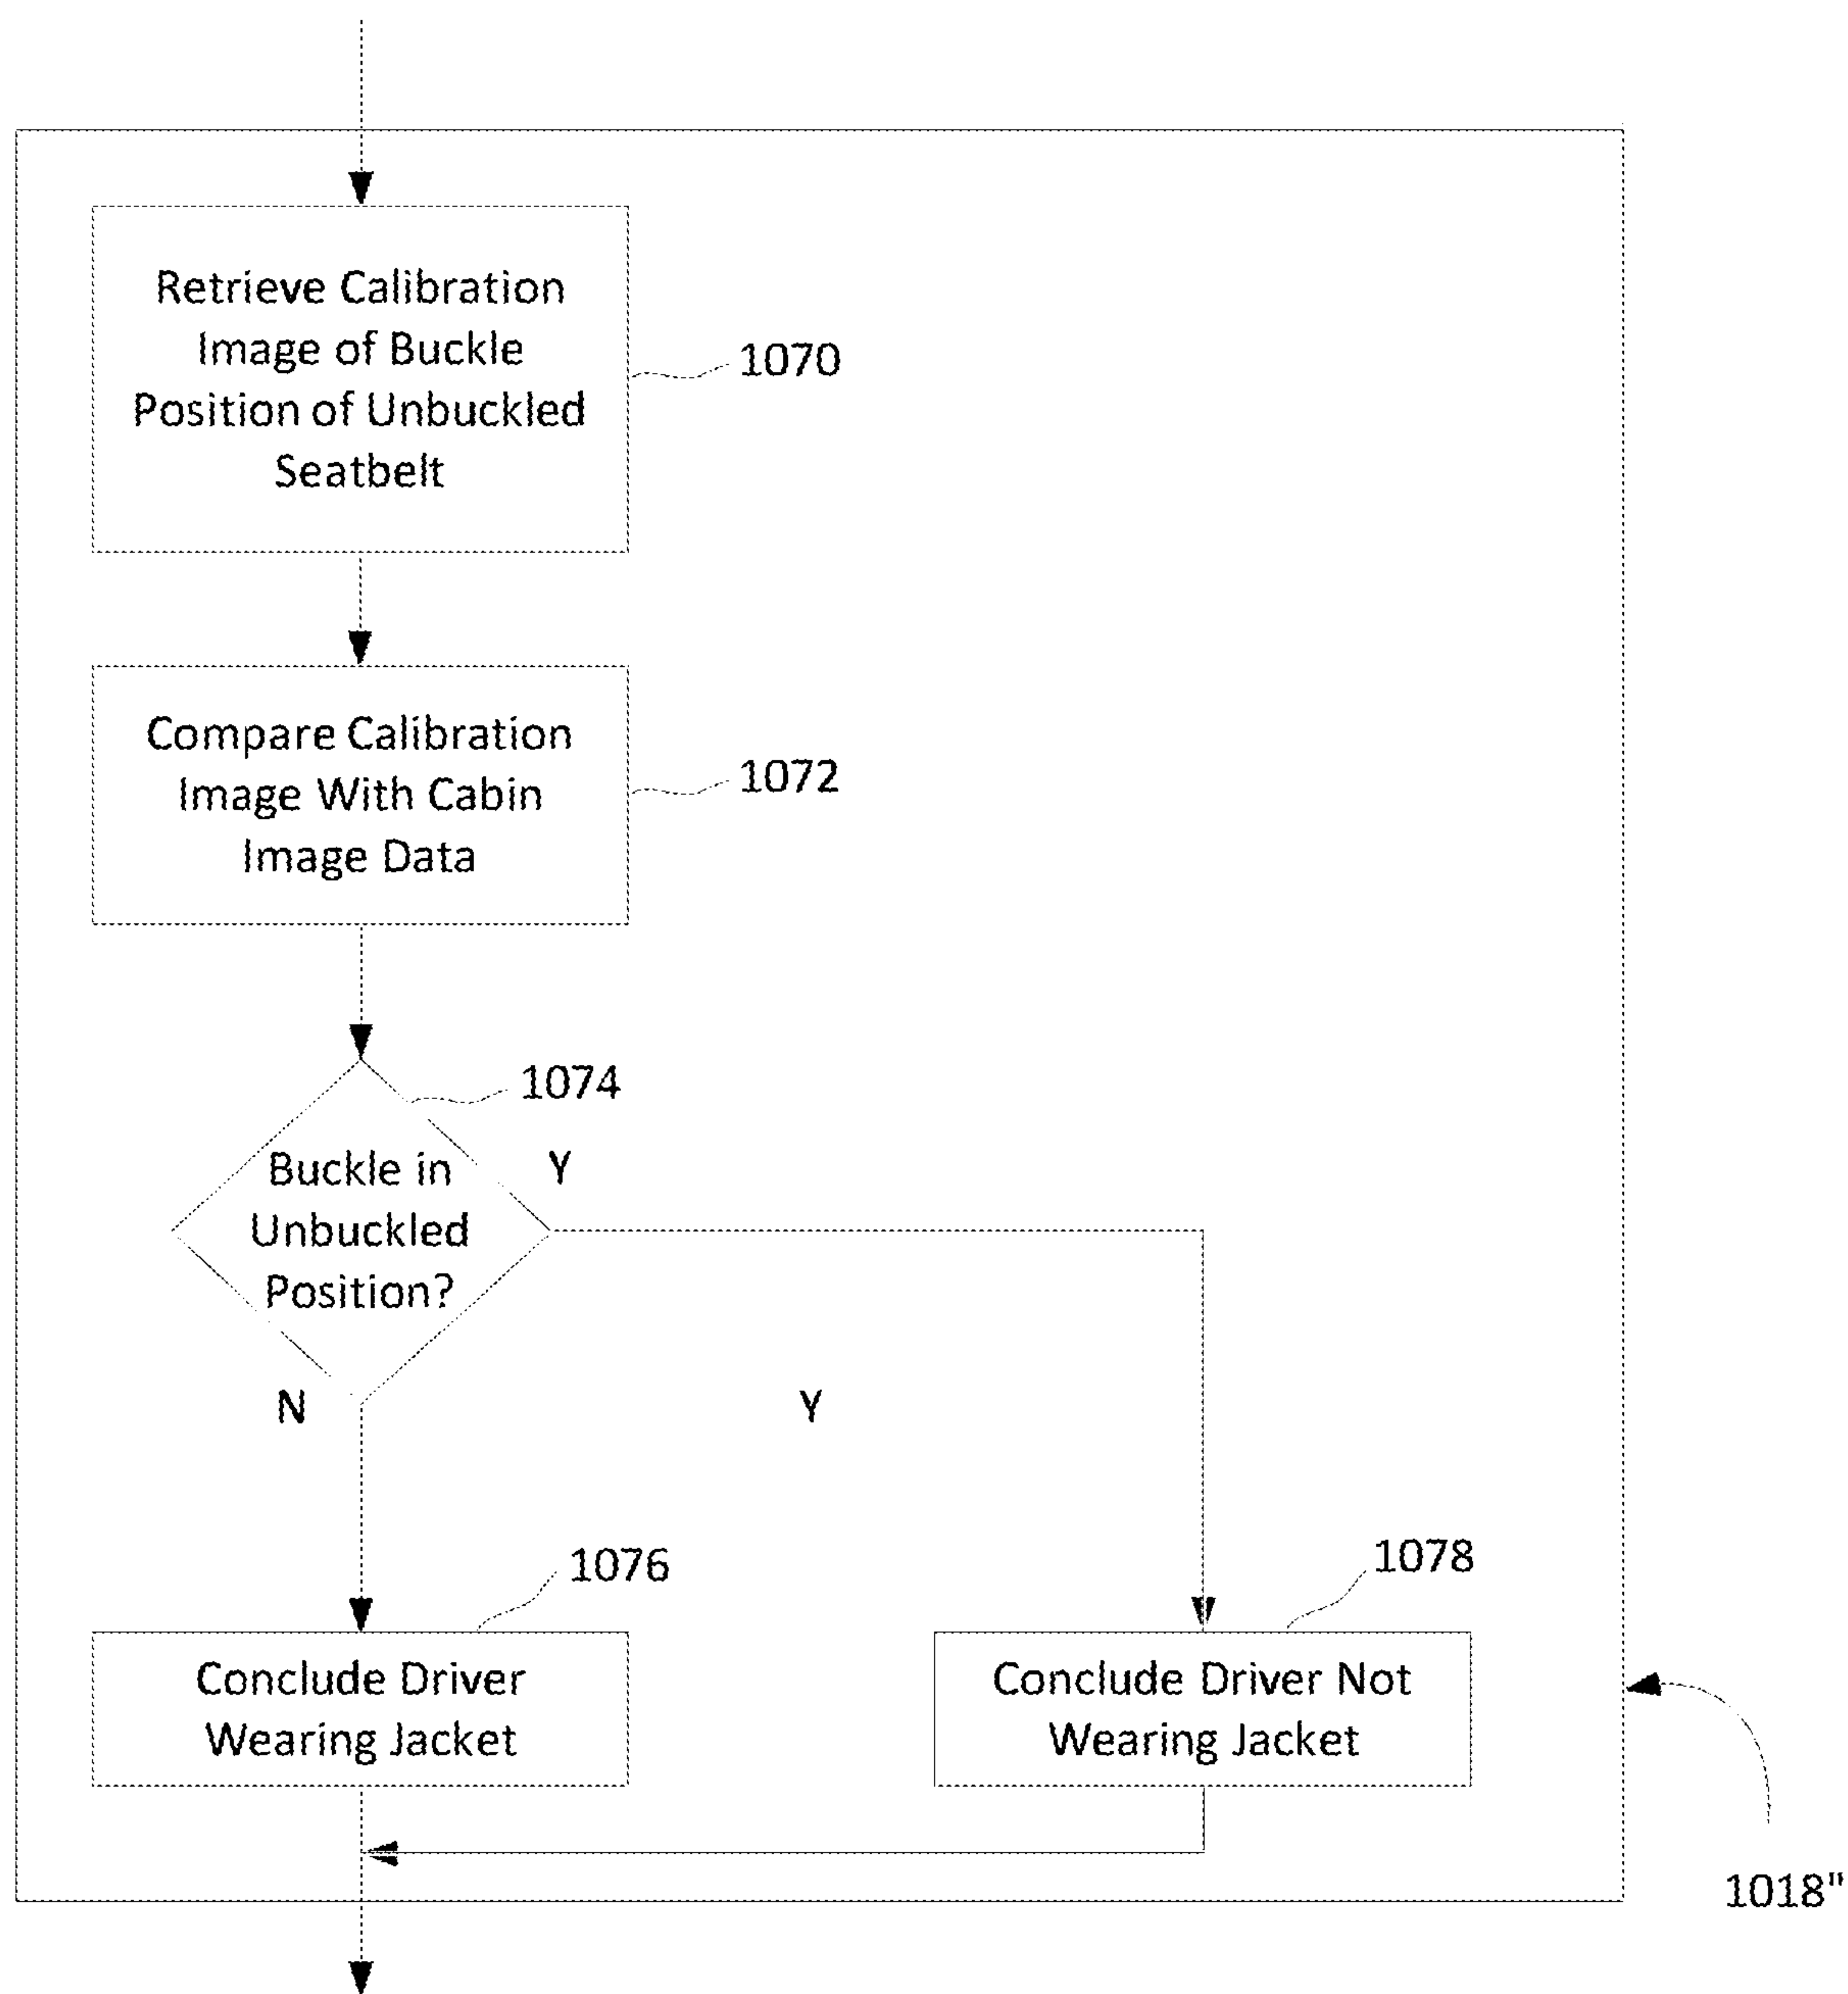 Retrieve Calibration
Image of Buckle
Position of Unbuckled
Seatbelt
1070
Compare Calibration
Image With Cabin
Image Data
1072
1074
Buckle in
Unbuckled
Position?
Y
N
Y
1076
1078
Conclude Driver
Wearing Jacket
Conclude Driver Not
Wearing Jacket
1018"